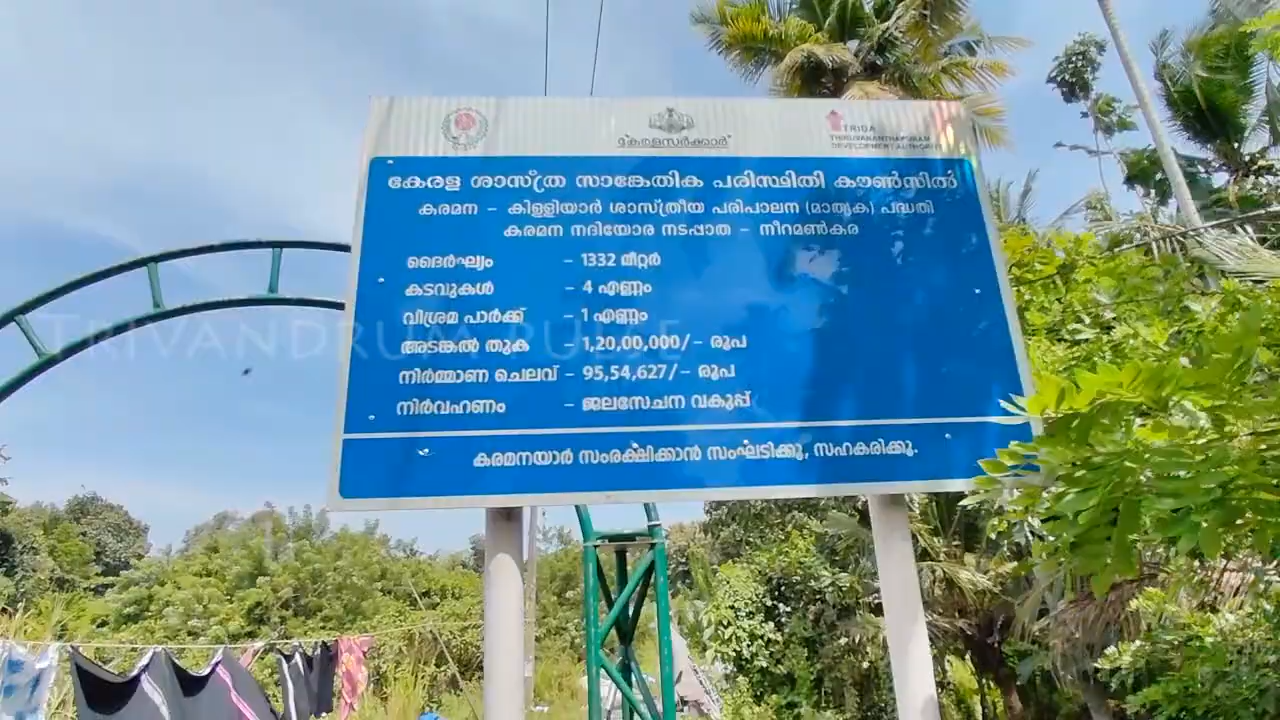 കേരളസർക്കാർ
TRIDA
THIRUVANANTHAPURAM
DEVELOPMENT AUTHORITY
കേരള ശാസ്ത്ര സാങ്കേതിക പരിസ്ഥിതി കൗൺസിൽ
കരമന – കിള്ളിയാർ ശാസ്ത്രീയ പരിപാലന (മാതൃക) പദ്ധതി
കരമന നദിയോര നടപ്പാത – നീറമൺകര
ദൈർഘ്യം – 1332 മീറ്റർ
കടവുകൾ – 4 എണ്ണം
വിശ്രമ പാർക്ക് – 1 എണ്ണം
അടങ്കൽ തുക – 1,20,00,000/– രൂപ
നിർമ്മാണ ചെലവ് – 95,54,627/– രൂപ
നിർവഹണം – ജലസേചന വകുപ്പ്
കരമനയാർ സംരക്ഷിക്കാൻ സംഘടിക്കൂ, സഹകരിക്കൂ.
TRIVANDRUM PULSE